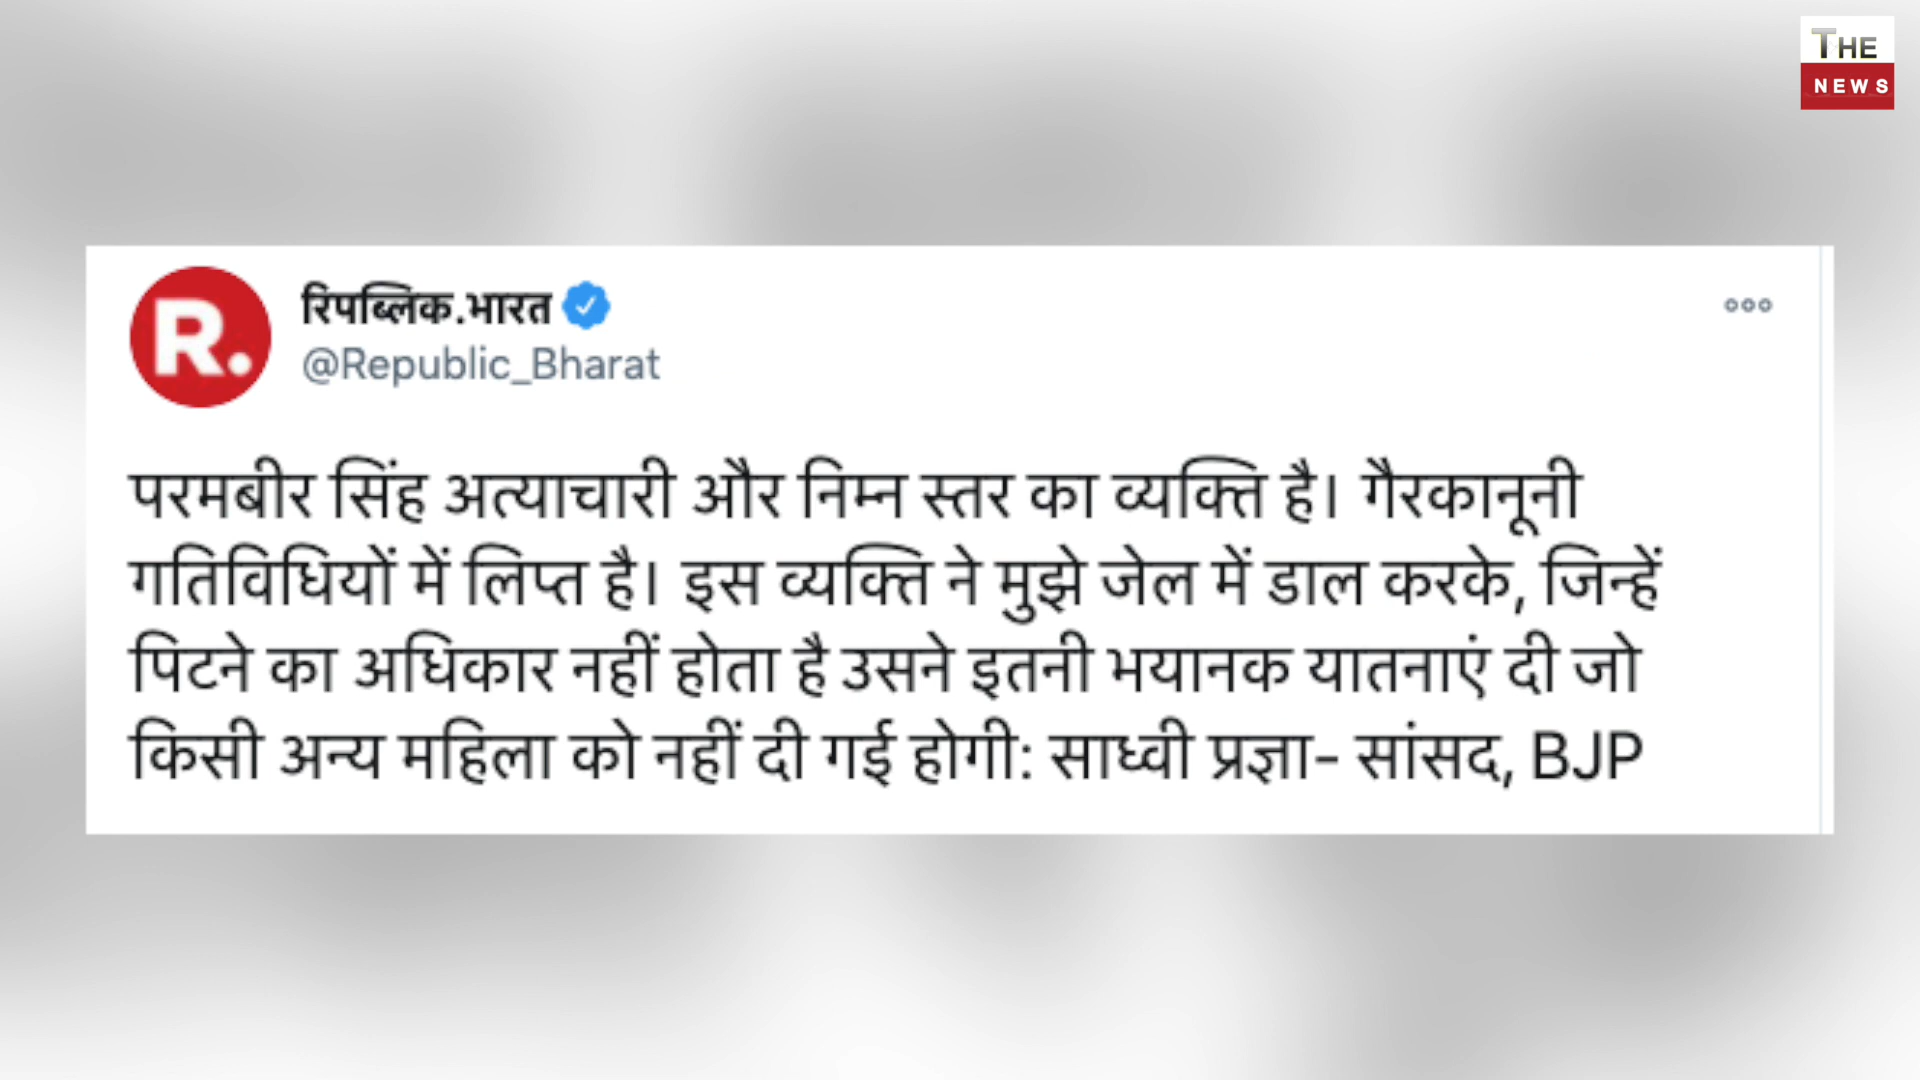 THE
NEWS
R.
रिपब्लिक.भारत
@Republic_Bharat
परमबीर सिंह अत्याचारी और निम्न स्तर का व्यक्ति है। गैरकानूनी
गतिविधियों में लिप्त है। इस व्यक्ति ने मुझे जेल में डाल करके, जिन्हें
पिटने का अधिकार नहीं होता है उसने इतनी भयानक यातनाएं दी जो
किसी अन्य महिला को नहीं दी गई होगी: साध्वी प्रज्ञा- सांसद, BJP